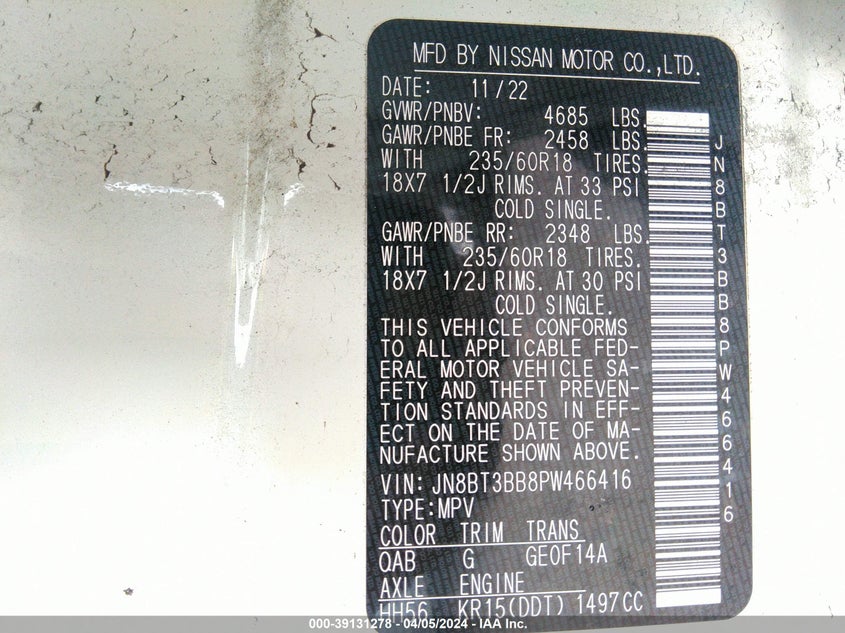 MFD BY NISSAN MOTOR CO.,LTD.
DATE: 11/22
GVWR/PNBV: 4685 LBS.
GAWR/PNBE FR: 2458 LBS.
WITH 235/60R18 TIRES.
18X7 1/2J RIMS. AT 33 PSI
COLD SINGLE.
GAWR/PNBE RR: 2348 LBS.
WITH 235/60R18 TIRES.
18X7 1/2J RIMS. AT 30 PSI
COLD SINGLE.
THIS VEHICLE CONFORMS
TO ALL APPLICABLE FED-
ERAL MOTOR VEHICLE SA-
FETY AND THEFT PREVEN-
TION STANDARDS IN EFF-
ECT ON THE DATE OF MA-
NUFACTURE SHOWN ABOVE.
VIN: JN8BT3BB8PW466416
TYPE:MPV
COLOR TRIM TRANS
QAB G GE0F14A
AXLE ENGINE
HH56 KR15(DDT) 1497CC
JN8BT3BB8PW466416
000-39131278 - 04/05/2024 - IAA Inc.